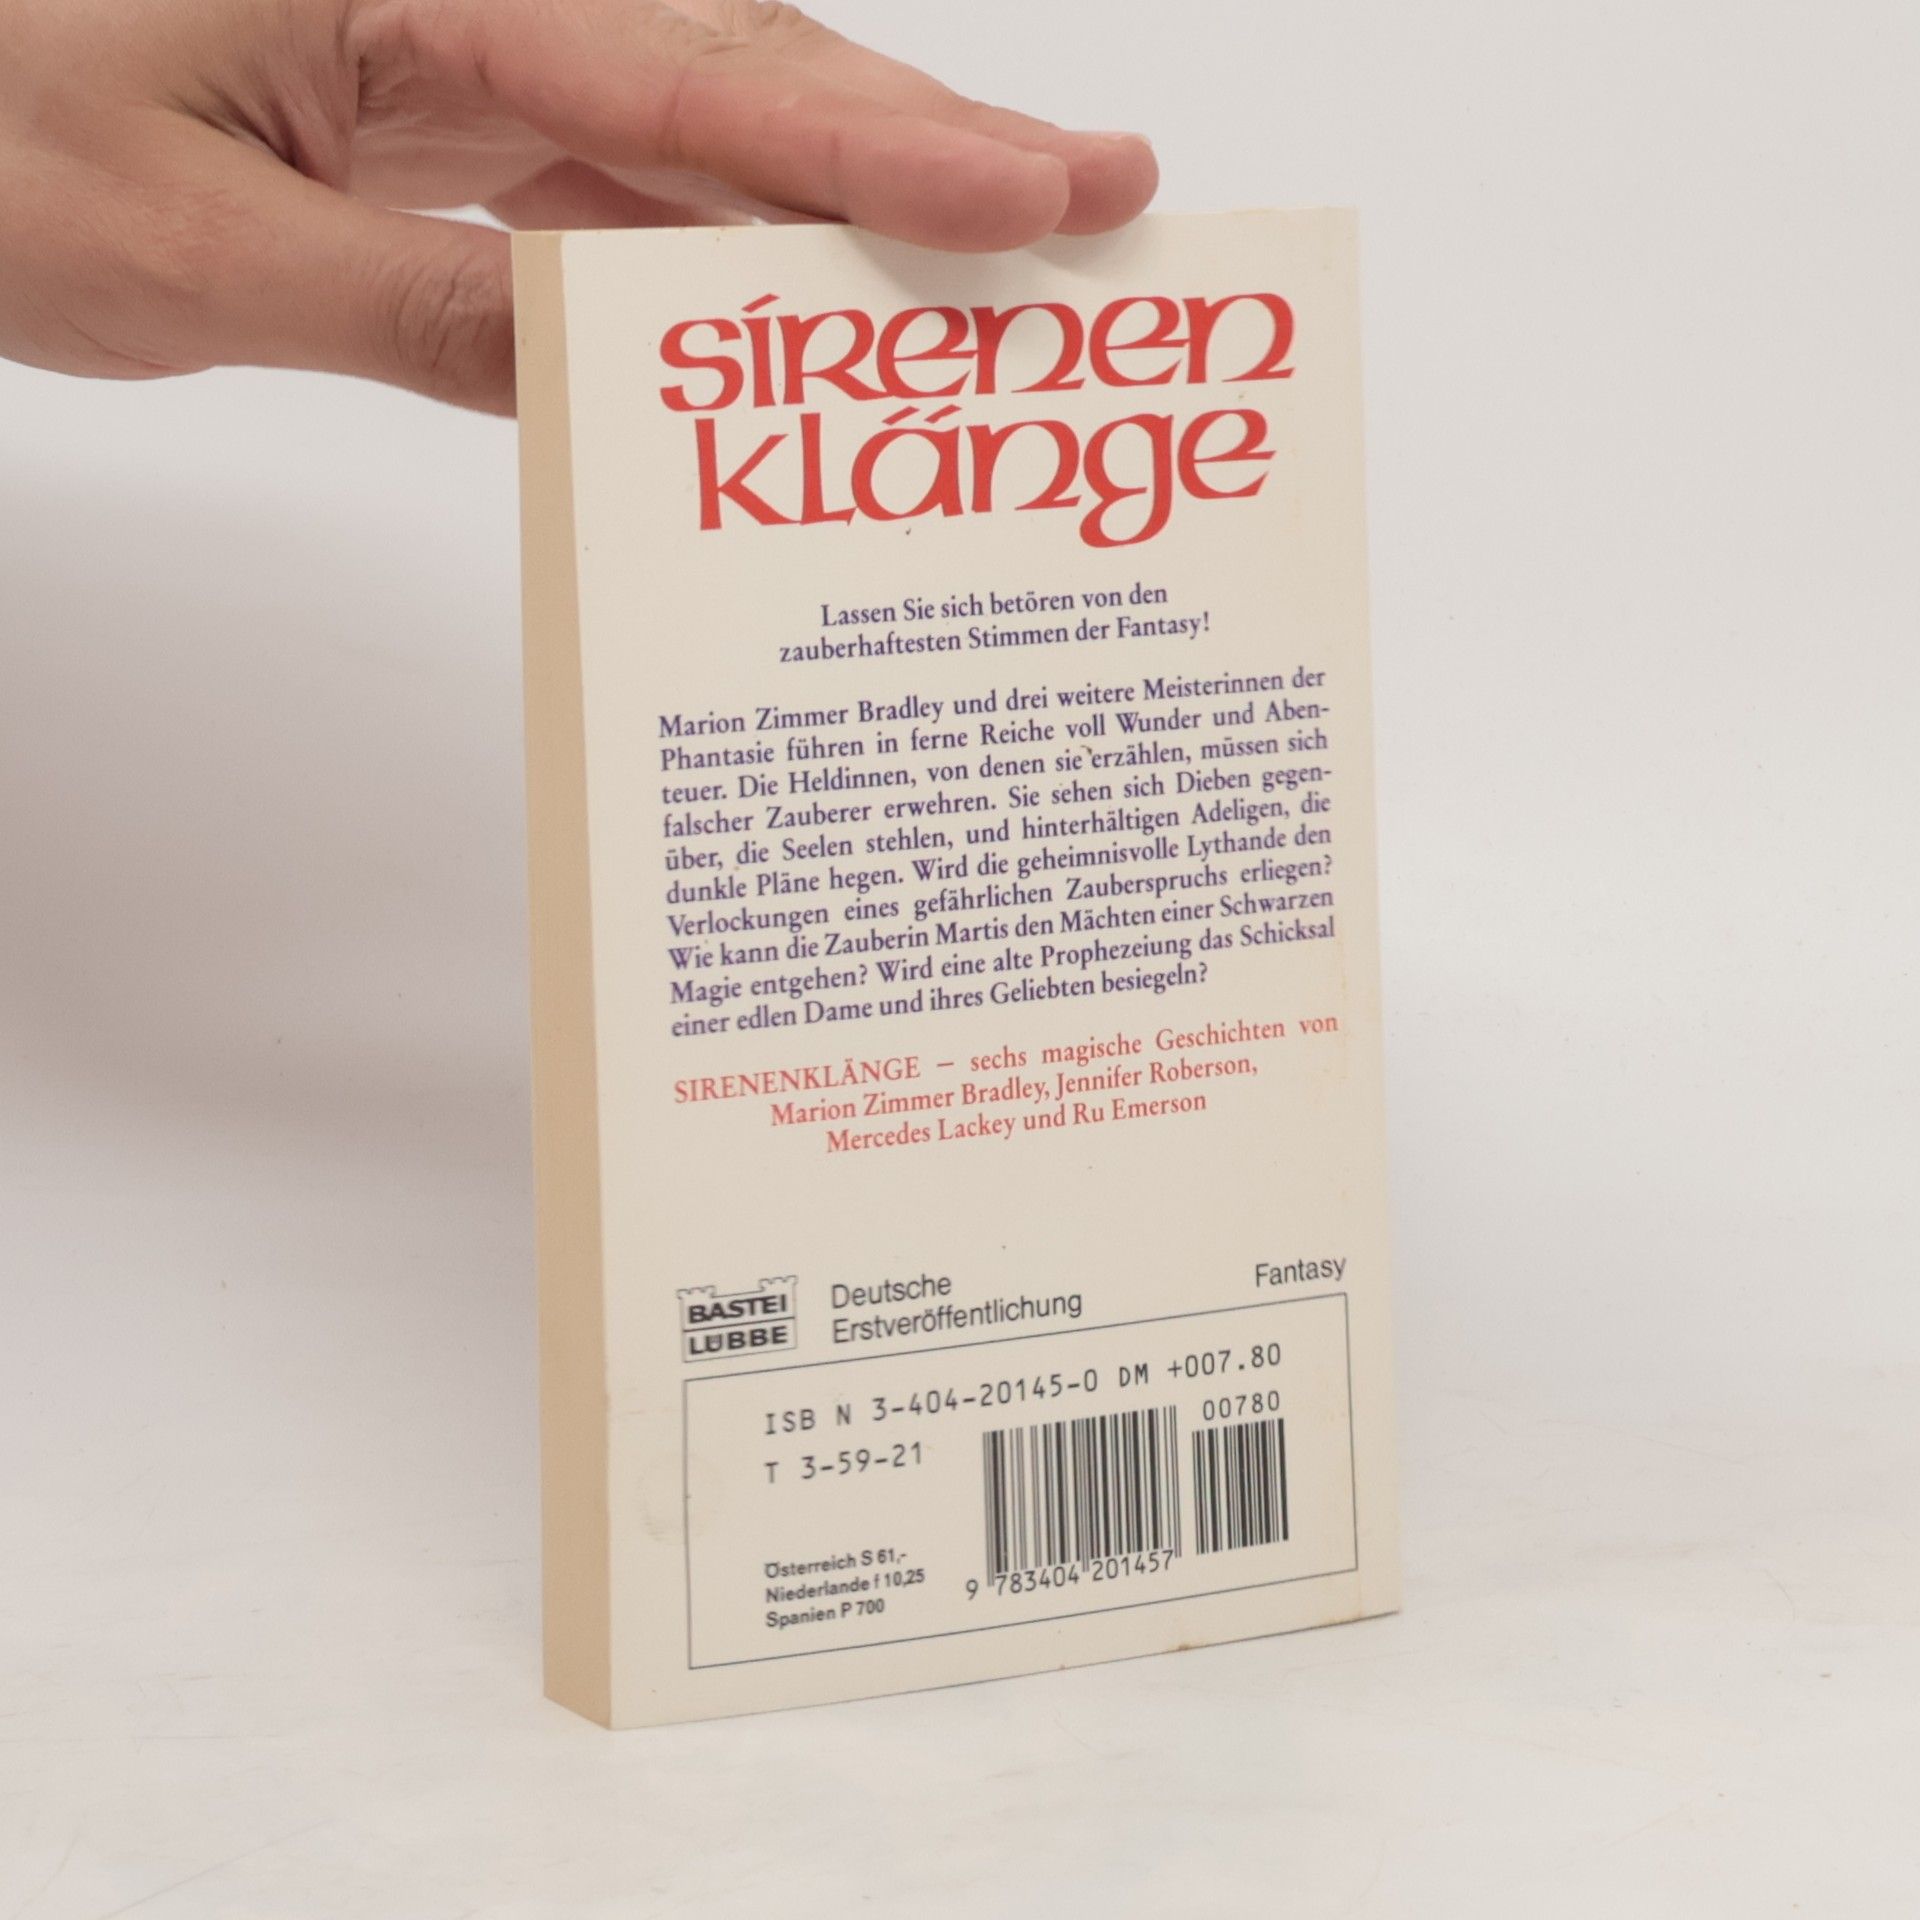 sirenen
klänge
Lassen Sie sich betören von den
zauberhaftesten Stimmen der Fantasy!
Marion Zimmer Bradley und drei weitere Meisterinnen der
Phantasie führen in ferne Reiche voll Wunder und Aben-
teuer. Die Heldinnen, von denen sie erzählen, müssen sich
falscher Zauberer erwehren. Sie sehen sich Dieben gegen-
über, die Seelen stehlen, und hinterhältigen Adeligen, die
dunkle Pläne hegen. Wird die geheimnisvolle Lythande den
Verlockungen eines gefährlichen Zauberspruchs erliegen?
Wie kann die Zauberin Martis den Mächten einer Schwarzen
Magie entgehen? Wird eine alte Prophezeiung das Schicksal
einer edlen Dame und ihres Geliebten besiegeln?
SIRENENKLÄNGE – sechs magische Geschichten von
Marion Zimmer Bradley, Jennifer Roberson,
Mercedes Lackey und Ru Emerson
BASTEI
LÜBBE
Deutsche
Erstveröffentlichung
Fantasy
ISB N 3-404-20145-0 DM +007.80
T 3-59-21
00780
Österreich S 61,-
Niederlande f 10,25
Spanien P 700
9 783404 201457